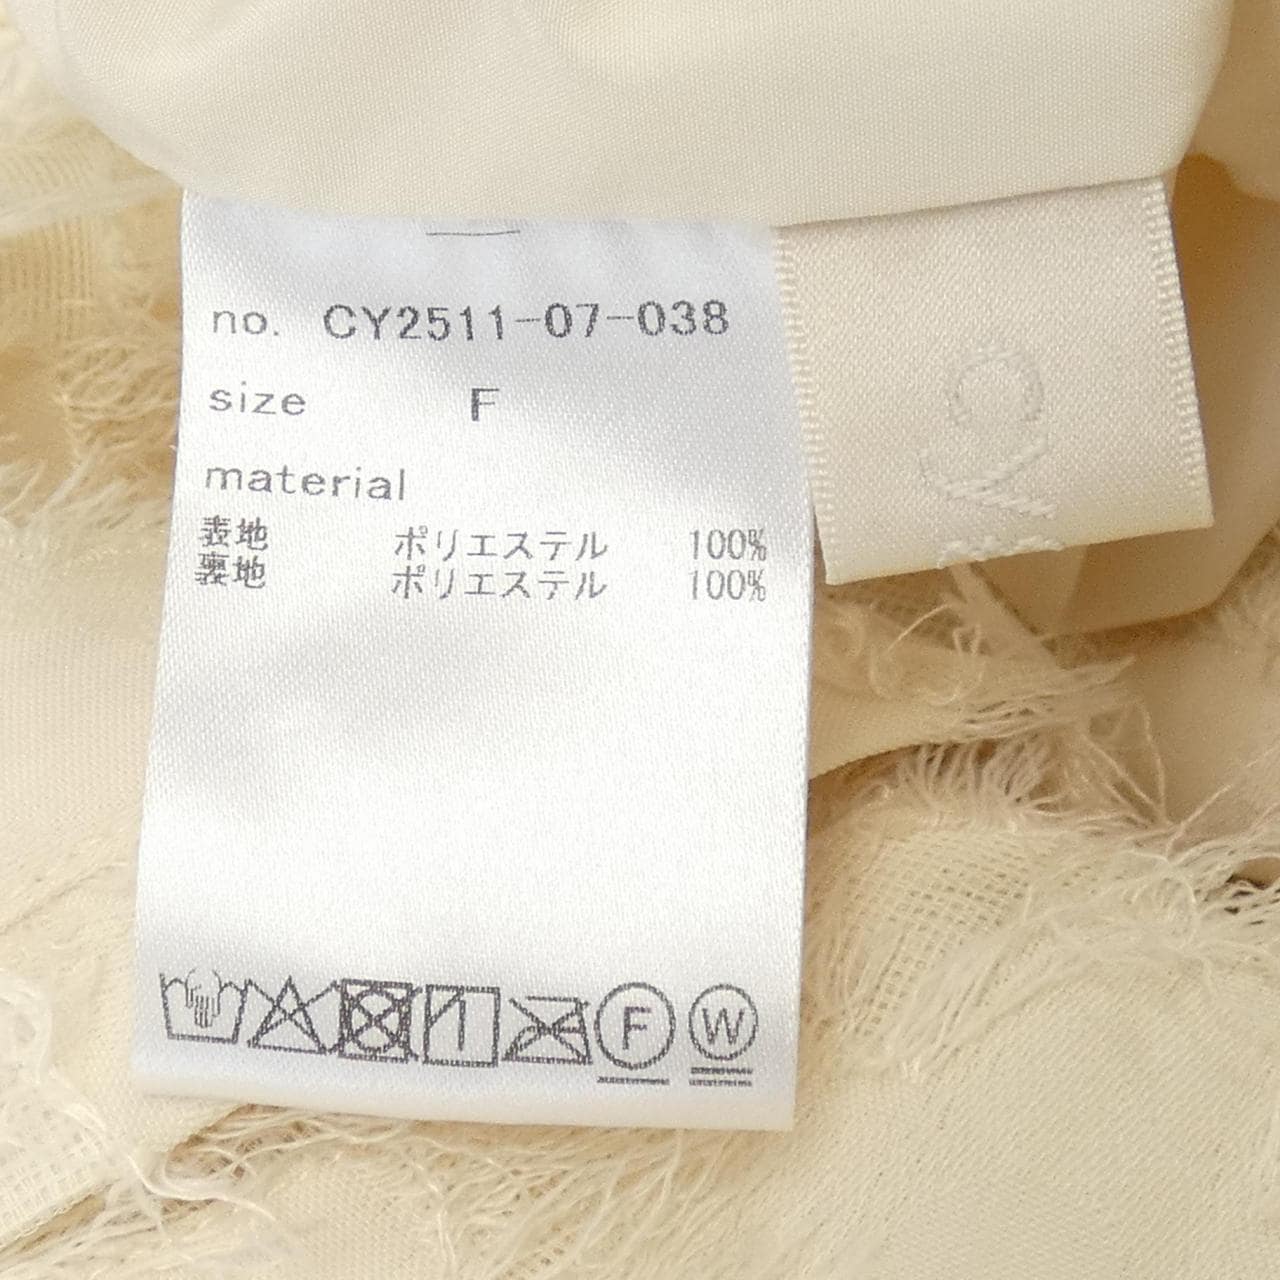 no. CY2511-07-038
size F
material
表地 ポリエステル 100%
裏地 ポリエステル 100%
F W